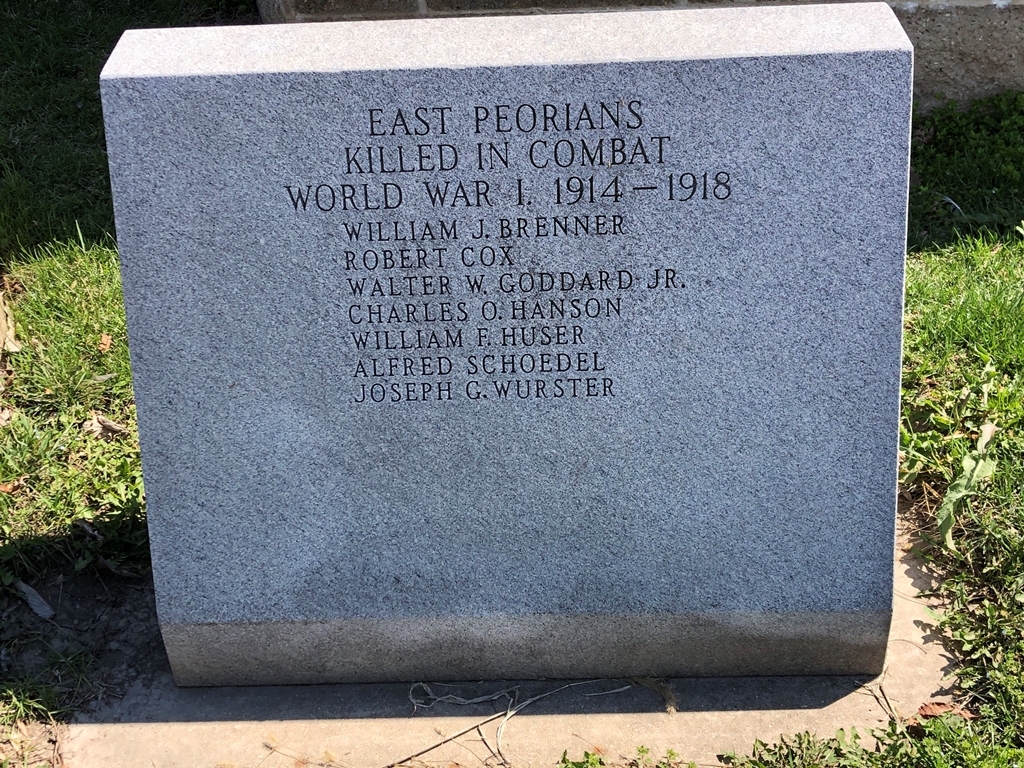 EAST PEORIANS
KILLED IN COMBAT
WORLD WAR I. 1914–1918
WILLIAM J. BRENNER
ROBERT COX
WALTER W. GODDARD JR.
CHARLES O. HANSON
WILLIAM F. HUSER
ALFRED SCHOEDEL
JOSEPH G. WURSTER